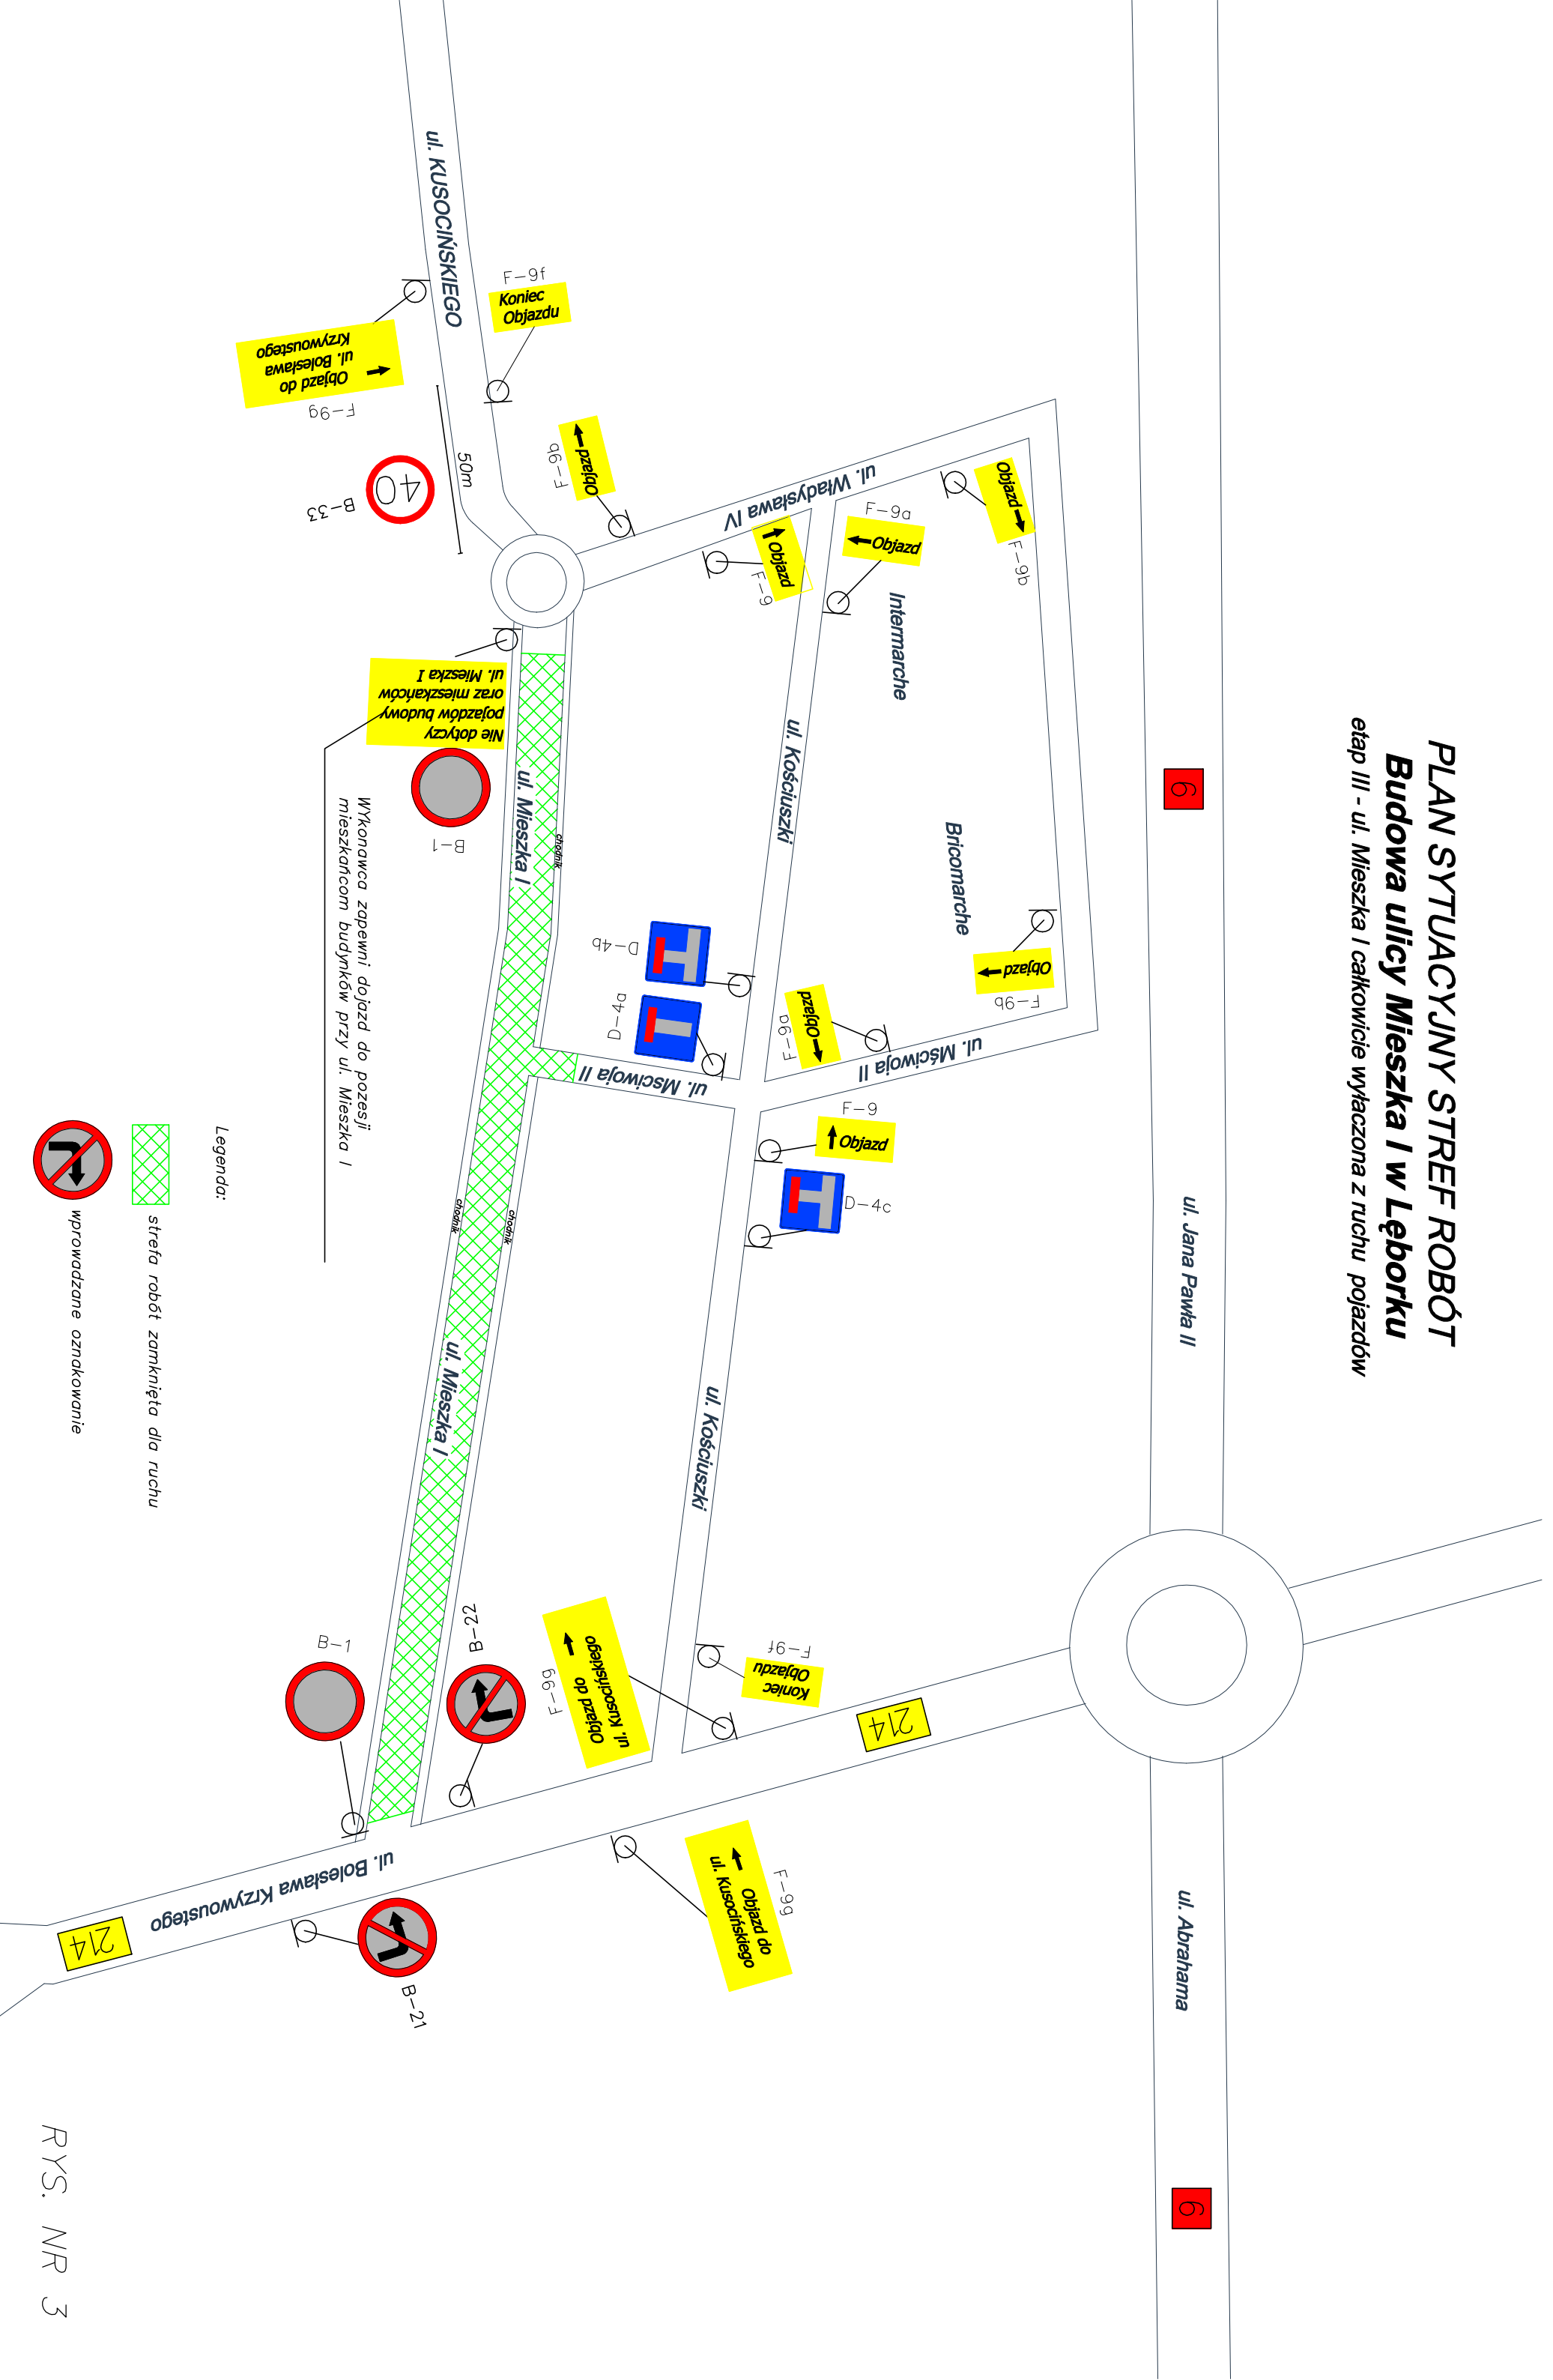 PLAN SYTUACYJNY STREF ROBÓT
Budowa ulicy Mieszka I w Lęborku
etap III - ul. Mieszka I całkowicie wyłaczona z ruchu pojazdów
6
ul. Jana Pawła II
ul. Abrahama
6
Objazd
F-9b
Objazd
F-9b
Bricomarche
Intermarche
F-9a
Objazd
ul. Władysława IV
Objazd
F-9
ul. Mściwoja II
Objazd
F-9a
F-9
Objazd
D-4c
214
ul. Kościuszki
ul. Kościuszki
F-9f
Koniec
Objazdu
F-9g
Objazd do
ul. Kusocińskiego
ul. Msciwoja II
D-4b
D-4a
Objazd
F-9b
F-9f
Koniec
Objazdu
F-9g
Objazd do
ul. Kusocińskiego
ul. KUSOCIŃSKIEGO
50m
ul. Mieszka I
chodnik
chodnik
chodnik
ul. Mieszka I
B-22
Objazd do
ul. Bolesława
Krzywoustego
F-9g
40
B-33
Nie dotyczy
pojazdów budowy
oraz mieszkańców
ul. Mieszka I
B-1
B-1
B-21
ul. Bolesława Krzywoustego
214
WYkonawca zapewni dojazd do pozesji
mieszkańcom budynków przy ul. Mieszka I
Legenda:
strefa robót zamknięta dla ruchu
wprowadzane oznakowanie
RYS. NR 3